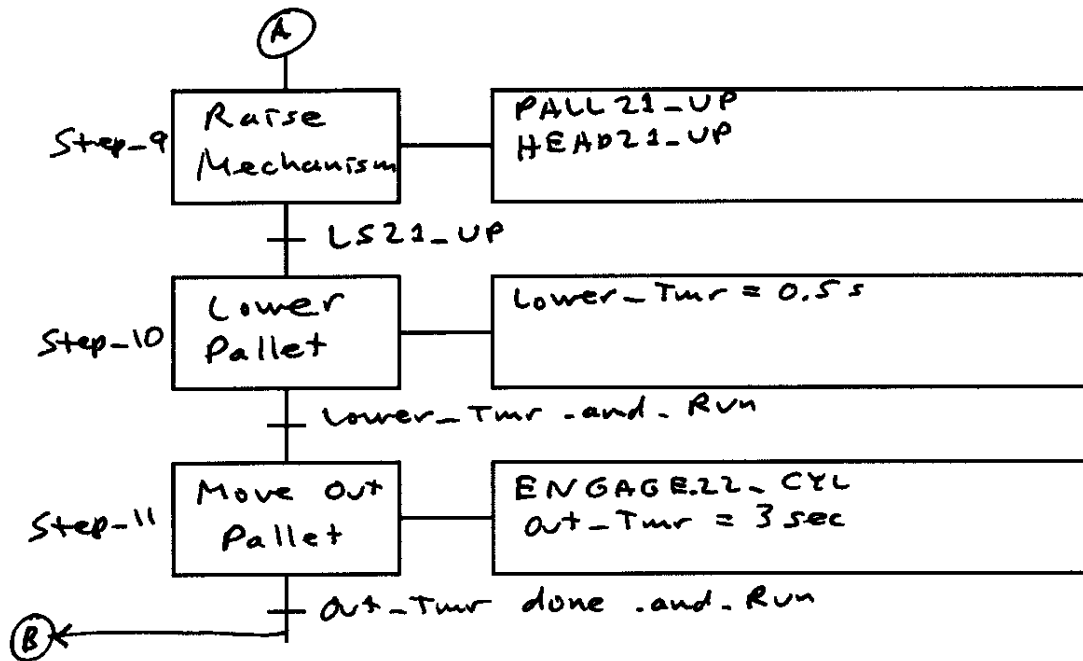 A
Step-9
Raise
Mechanism
PALL21_UP
HEAD21_UP
LS21_UP
Step-10
Lower
Pallet
Lower_Tmr = 0.5 s
Lower_Tmr .and. Run
Step-11
Move Out
Pallet
ENGAGE22_CYL
Out_Tmr = 3 sec
Out_Tmr done .and. Run
B